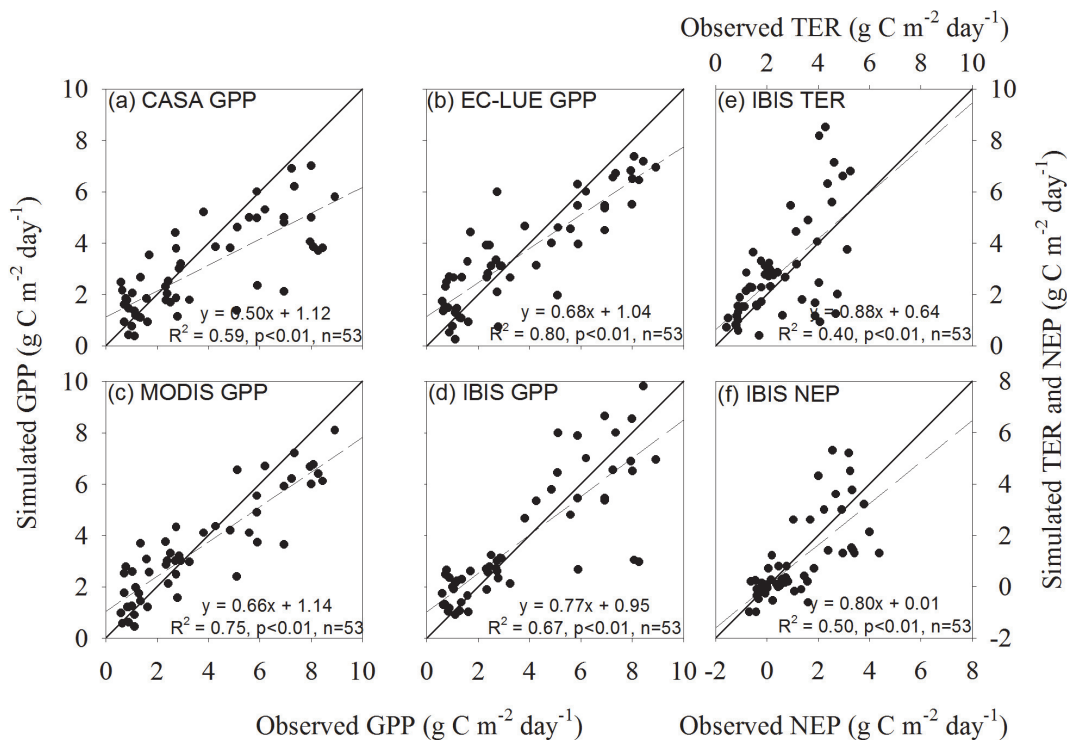 Observed TER (g C m-2 day-1)
0 2 4 6 8 10
Simulated GPP (g C m-2 day-1)
10
8
6
4
2
0
(a) CASA GPP
y = 0.50x + 1.12
R2 = 0.59, p<0.01, n=53
(b) EC-LUE GPP
y = 0.68x + 1.04
R2 = 0.80, p<0.01, n=53
(e) IBIS TER
y = 0.88x + 0.64
R2 = 0.40, p<0.01, n=53
10
8
6
4
2
0
10
8
6
4
2
0
(c) MODIS GPP
y = 0.66x + 1.14
R2 = 0.75, p<0.01, n=53
(d) IBIS GPP
y = 0.77x + 0.95
R2 = 0.67, p<0.01, n=53
(f) IBIS NEP
y = 0.80x + 0.01
R2 = 0.50, p<0.01, n=53
8
6
4
2
0
-2
Simulated TER and NEP (g C m-2 day-1)
0 2 4 6 8 10
0 2 4 6 8 10
-2 0 2 4 6 8
Observed GPP (g C m-2 day-1)
Observed NEP (g C m-2 day-1)